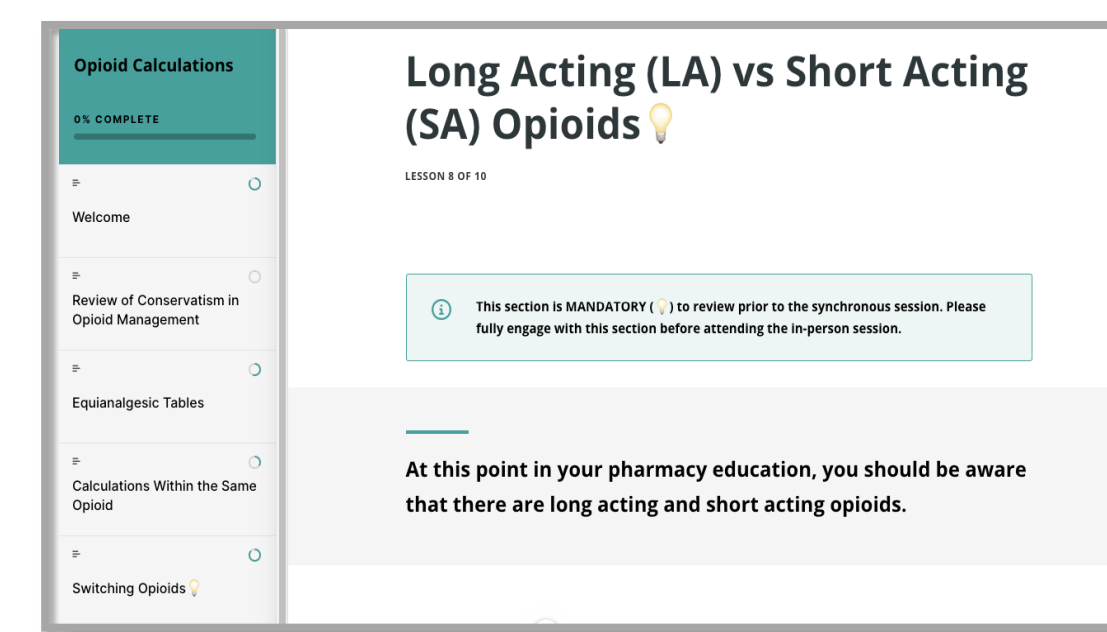 Opioid Calculations
0% COMPLETE
Welcome
Review of Conservatism in
Opioid Management
Equianalgesic Tables
Calculations Within the Same
Opioid
Switching Opioids💡
Long Acting (LA) vs Short Acting
(SA) Opioids💡
LESSON 8 OF 10
This section is MANDATORY (💡) to review prior to the synchronous session. Please
fully engage with this section before attending the in-person session.
At this point in your pharmacy education, you should be aware
that there are long acting and short acting opioids.